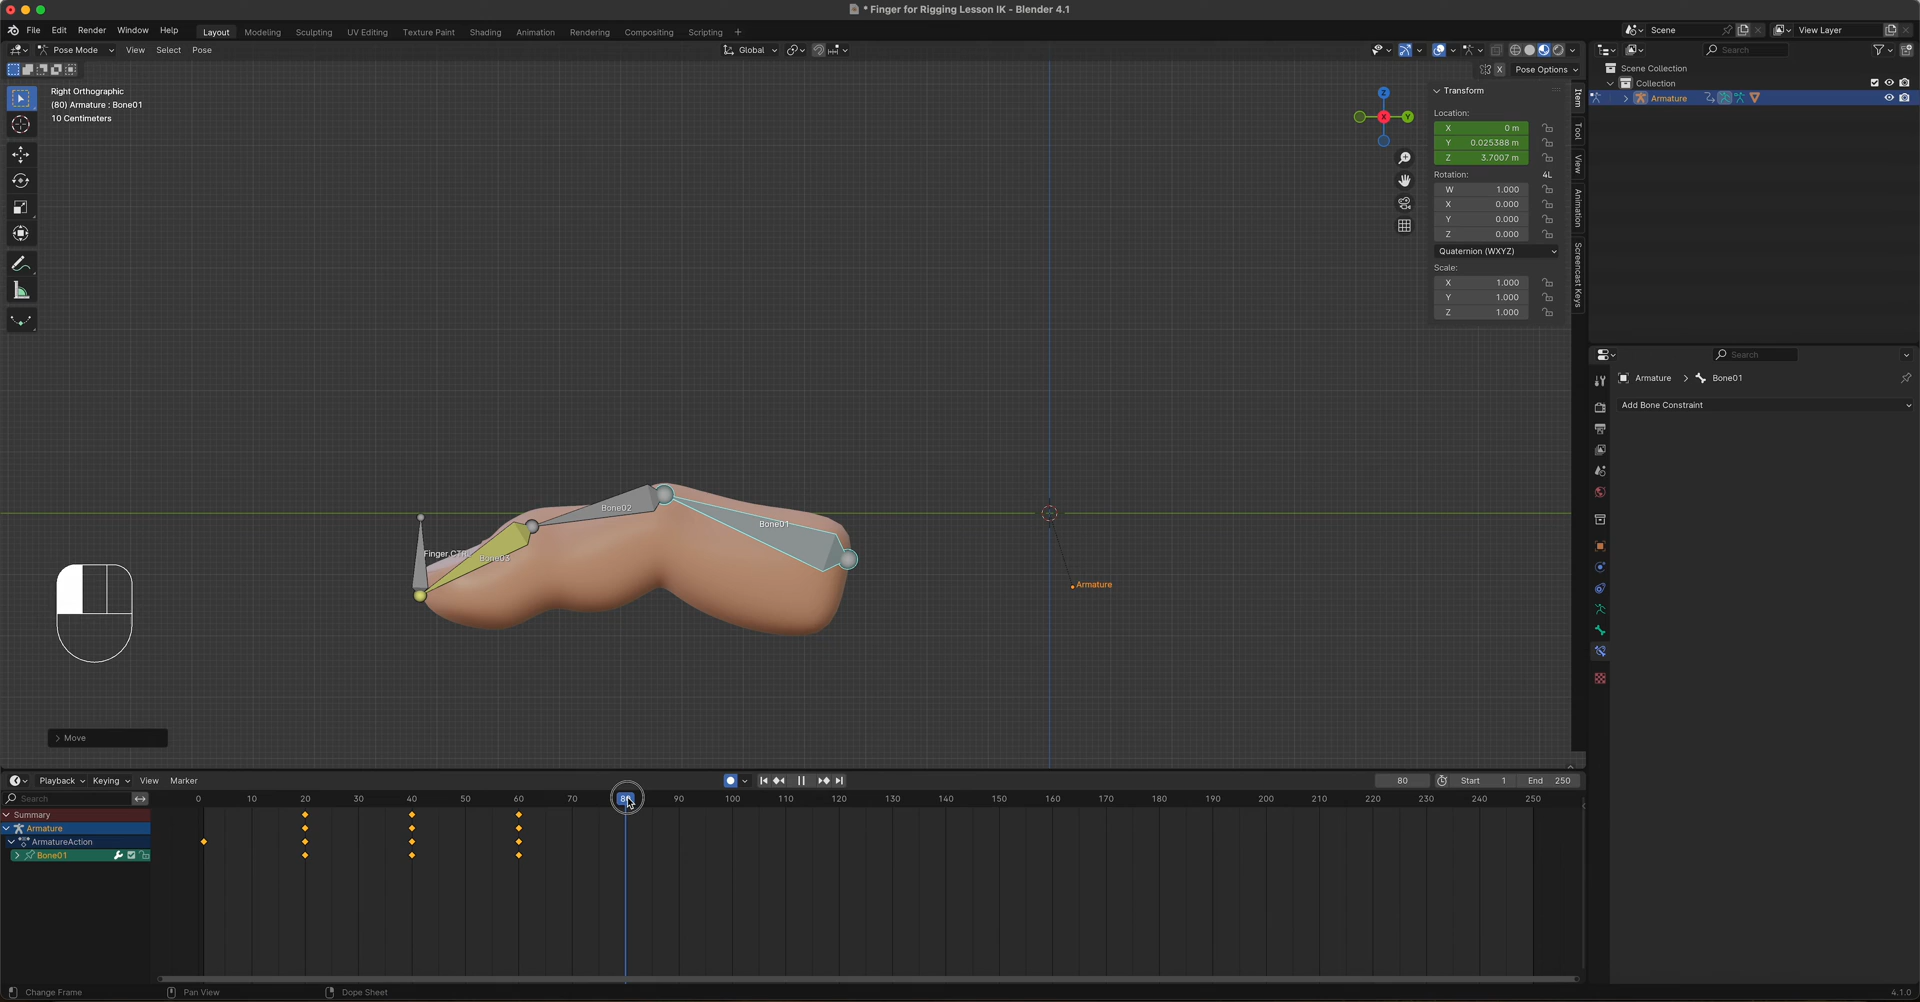 * Finger for Rigging Lesson IK - Blender 4.1
File Edit Render Window Help Layout Modeling Sculpting UV Editing Texture Paint Shading Animation Rendering Compositing Scripting + Scene View Layer
Pose Mode View Select Pose Global Search
X Pose Options
Scene Collection
Collection
Armature
Right Orthographic
(80) Armature : Bone01
10 Centimeters
Z
X
Y
Transform
Location:
X 0 m
Y 0.025388 m
Z 3.7007 m
Rotation: 4L
W 1.000
X 0.000
Y 0.000
Z 0.000
Quaternion (WXYZ)
Scale:
X 1.000
Y 1.000
Z 1.000
Item
Tool
View
Animation
Screencast Keys
Search
Armature > Bone01
Add Bone Constraint
Bone02
Bone01
Bone03
Armature
> Move
Playback Keying View Marker 80 Start 1 End 250
Search 0 10 20 30 40 50 60 70 80 90 100 110 120 130 140 150 160 170 180 190 200 210 220 230 240 250
Summary
Armature
ArmatureAction
Bone01
Change Frame Pan View Dope Sheet 4.1.0